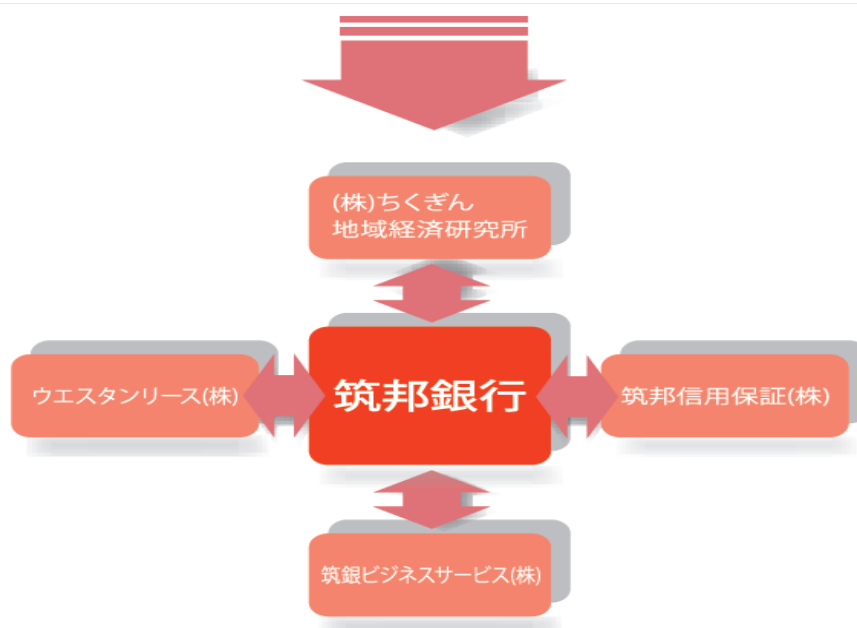 (株)ちくぎん
地域経済研究所
ウエスタンリース(株)
筑邦銀行
筑邦信用保証(株)
筑銀ビジネスサービス(株)